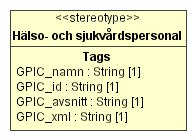 <<stereotype>>
Hälso- och sjukvårdspersonal
Tags
GPIC_namn : String [1]
GPIC_id : String [1]
GPIC_avsnitt : String [1]
GPIC_xml : String [1]